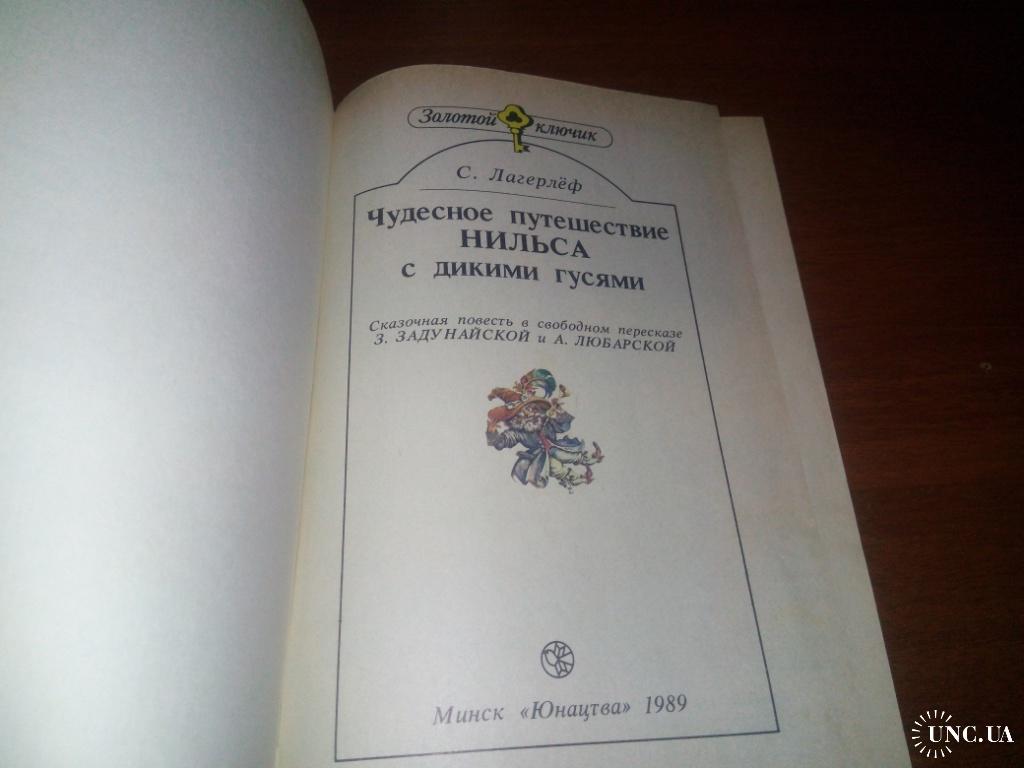 Золотой ключик
С. Лагерлёф
Чудесное путешествие
НИЛЬСА
с дикими гусями
Сказочная повесть в свободном пересказе
З. ЗАДУНАЙСКОЙ и А. ЛЮБАРСКОЙ
Минск «Юнацтва» 1989
UNC.UA